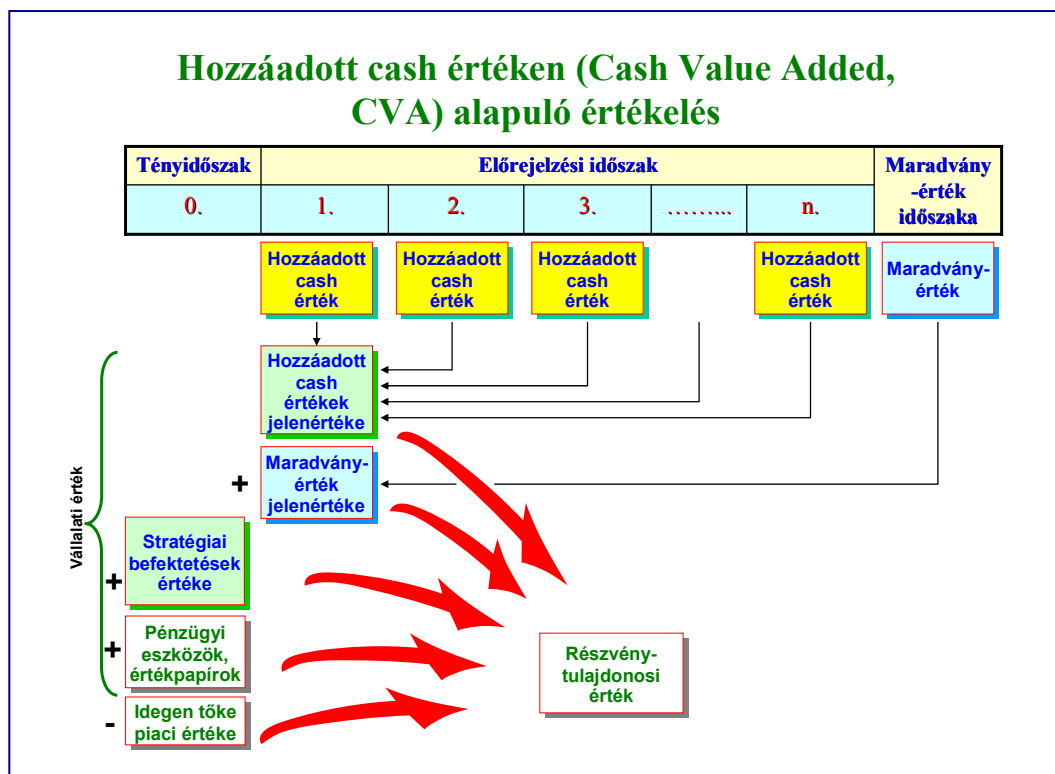 Hozzáadott cash értéken (Cash Value Added,
CVA) alapuló értékelés
Tényidőszak
Előrejelzési időszak
Maradvány
-érték
időszaka
0.
1.
2.
3.
………..
n.
Hozzáadott
cash
érték
Hozzáadott
cash
érték
Hozzáadott
cash
érték
Hozzáadott
cash
érték
Maradvány-
érték
Hozzáadott
cash
értékek
jelenértéke
+
Maradvány-
érték
jelenértéke
Vállalati érték
+
Stratégiai
befektetések
értéke
+
Pénzügyi
eszközök,
értékpapírok
-
Idegen tőke
piaci értéke
Részvény-
tulajdonosi
érték